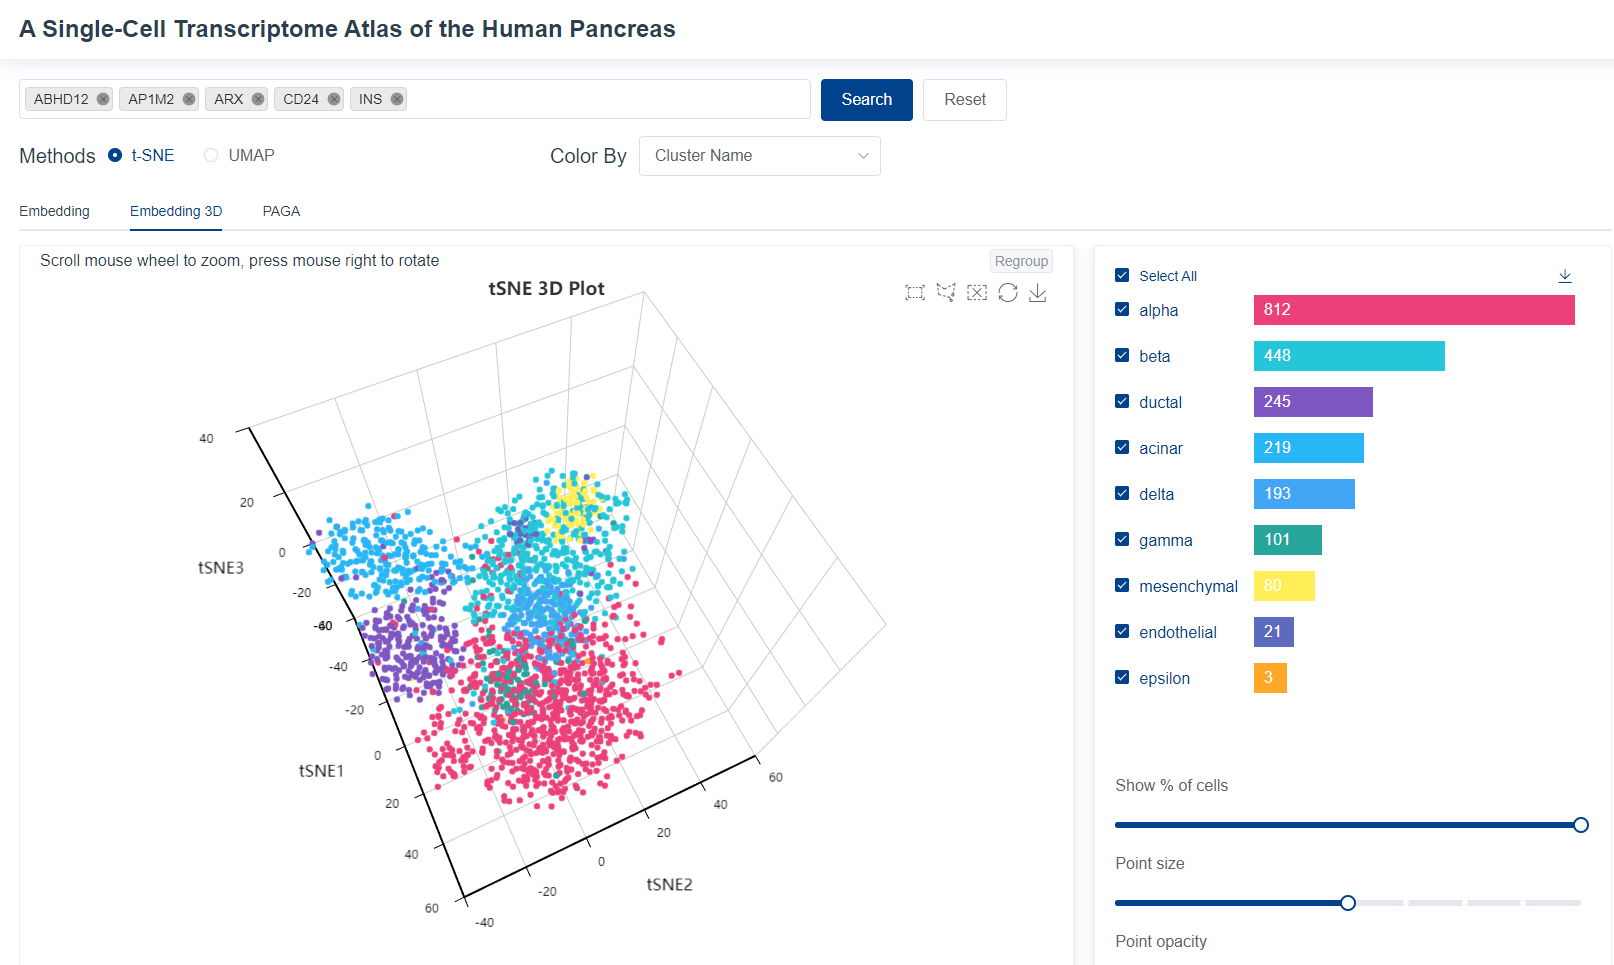 A Single-Cell Transcriptome Atlas of the Human Pancreas
ABHD12 AP1M2 ARX CD24 INS Search Reset
Methods t-SNE UMAP Color By Cluster Name
Embedding Embedding 3D PAGA
Scroll mouse wheel to zoom, press mouse right to rotate
Regroup
tSNE 3D Plot
40
20
0
-20
-40
tSNE3
-60
-40
-20
0
20
40
60
tSNE1
-40
-20
0
20
40
60
tSNE2
Select All
alpha 812
beta 448
ductal 245
acinar 219
delta 193
gamma 101
mesenchymal 80
endothelial 21
epsilon 3
Show % of cells
Point size
Point opacity